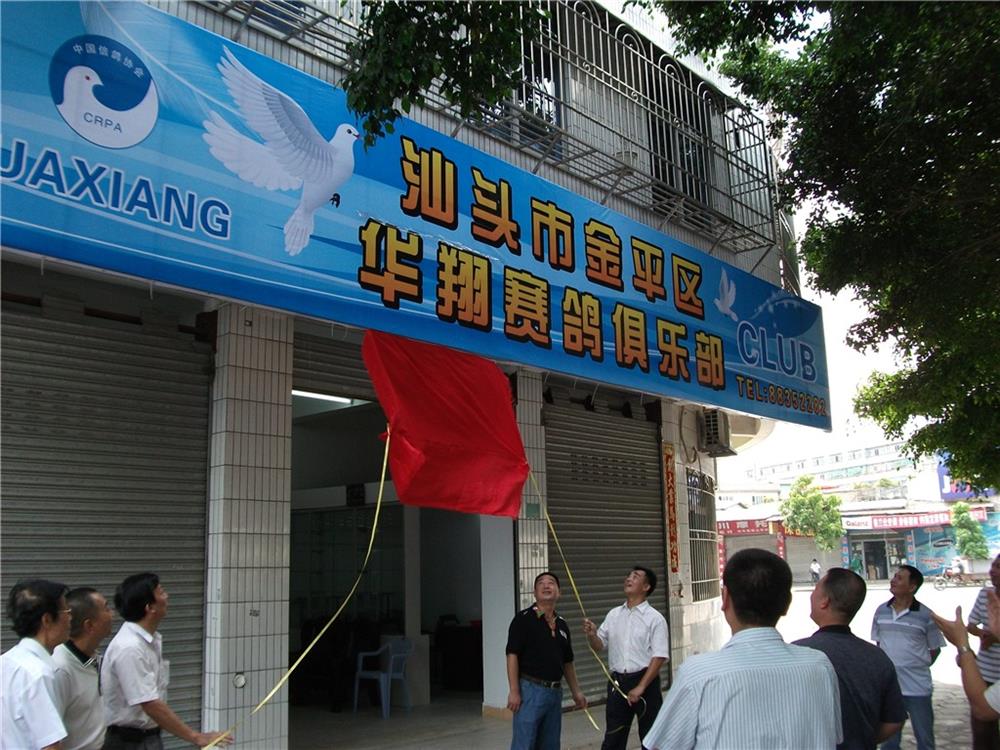 中国信鸽协会
CRPA
UAXIANG
汕头市金平区
华翔赛鸽俱乐部
CLUB
TEL:88352282